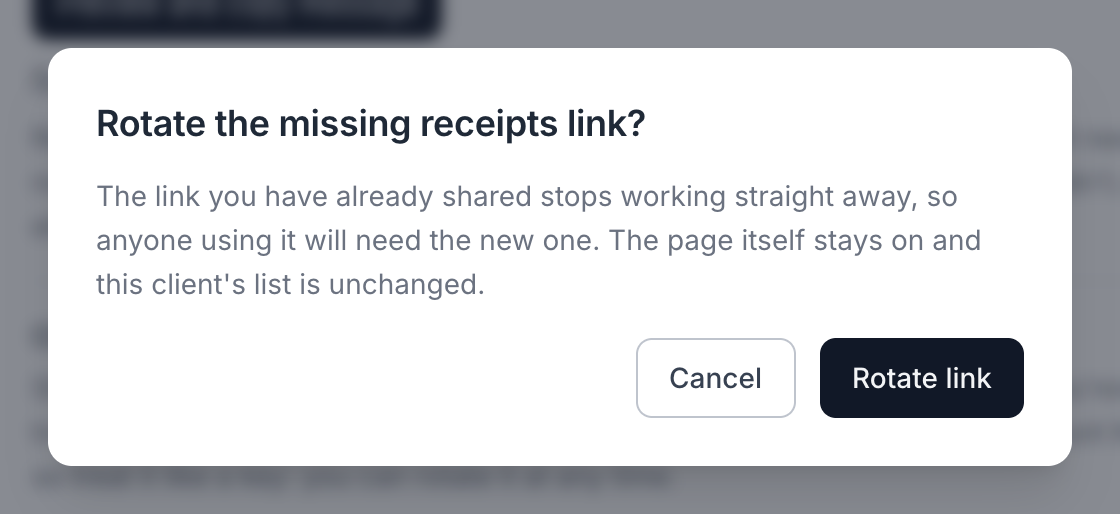 Rotate the missing receipts link?
The link you have already shared stops working straight away, so
anyone using it will need the new one. The page itself stays on and
this client's list is unchanged.
Cancel
Rotate link